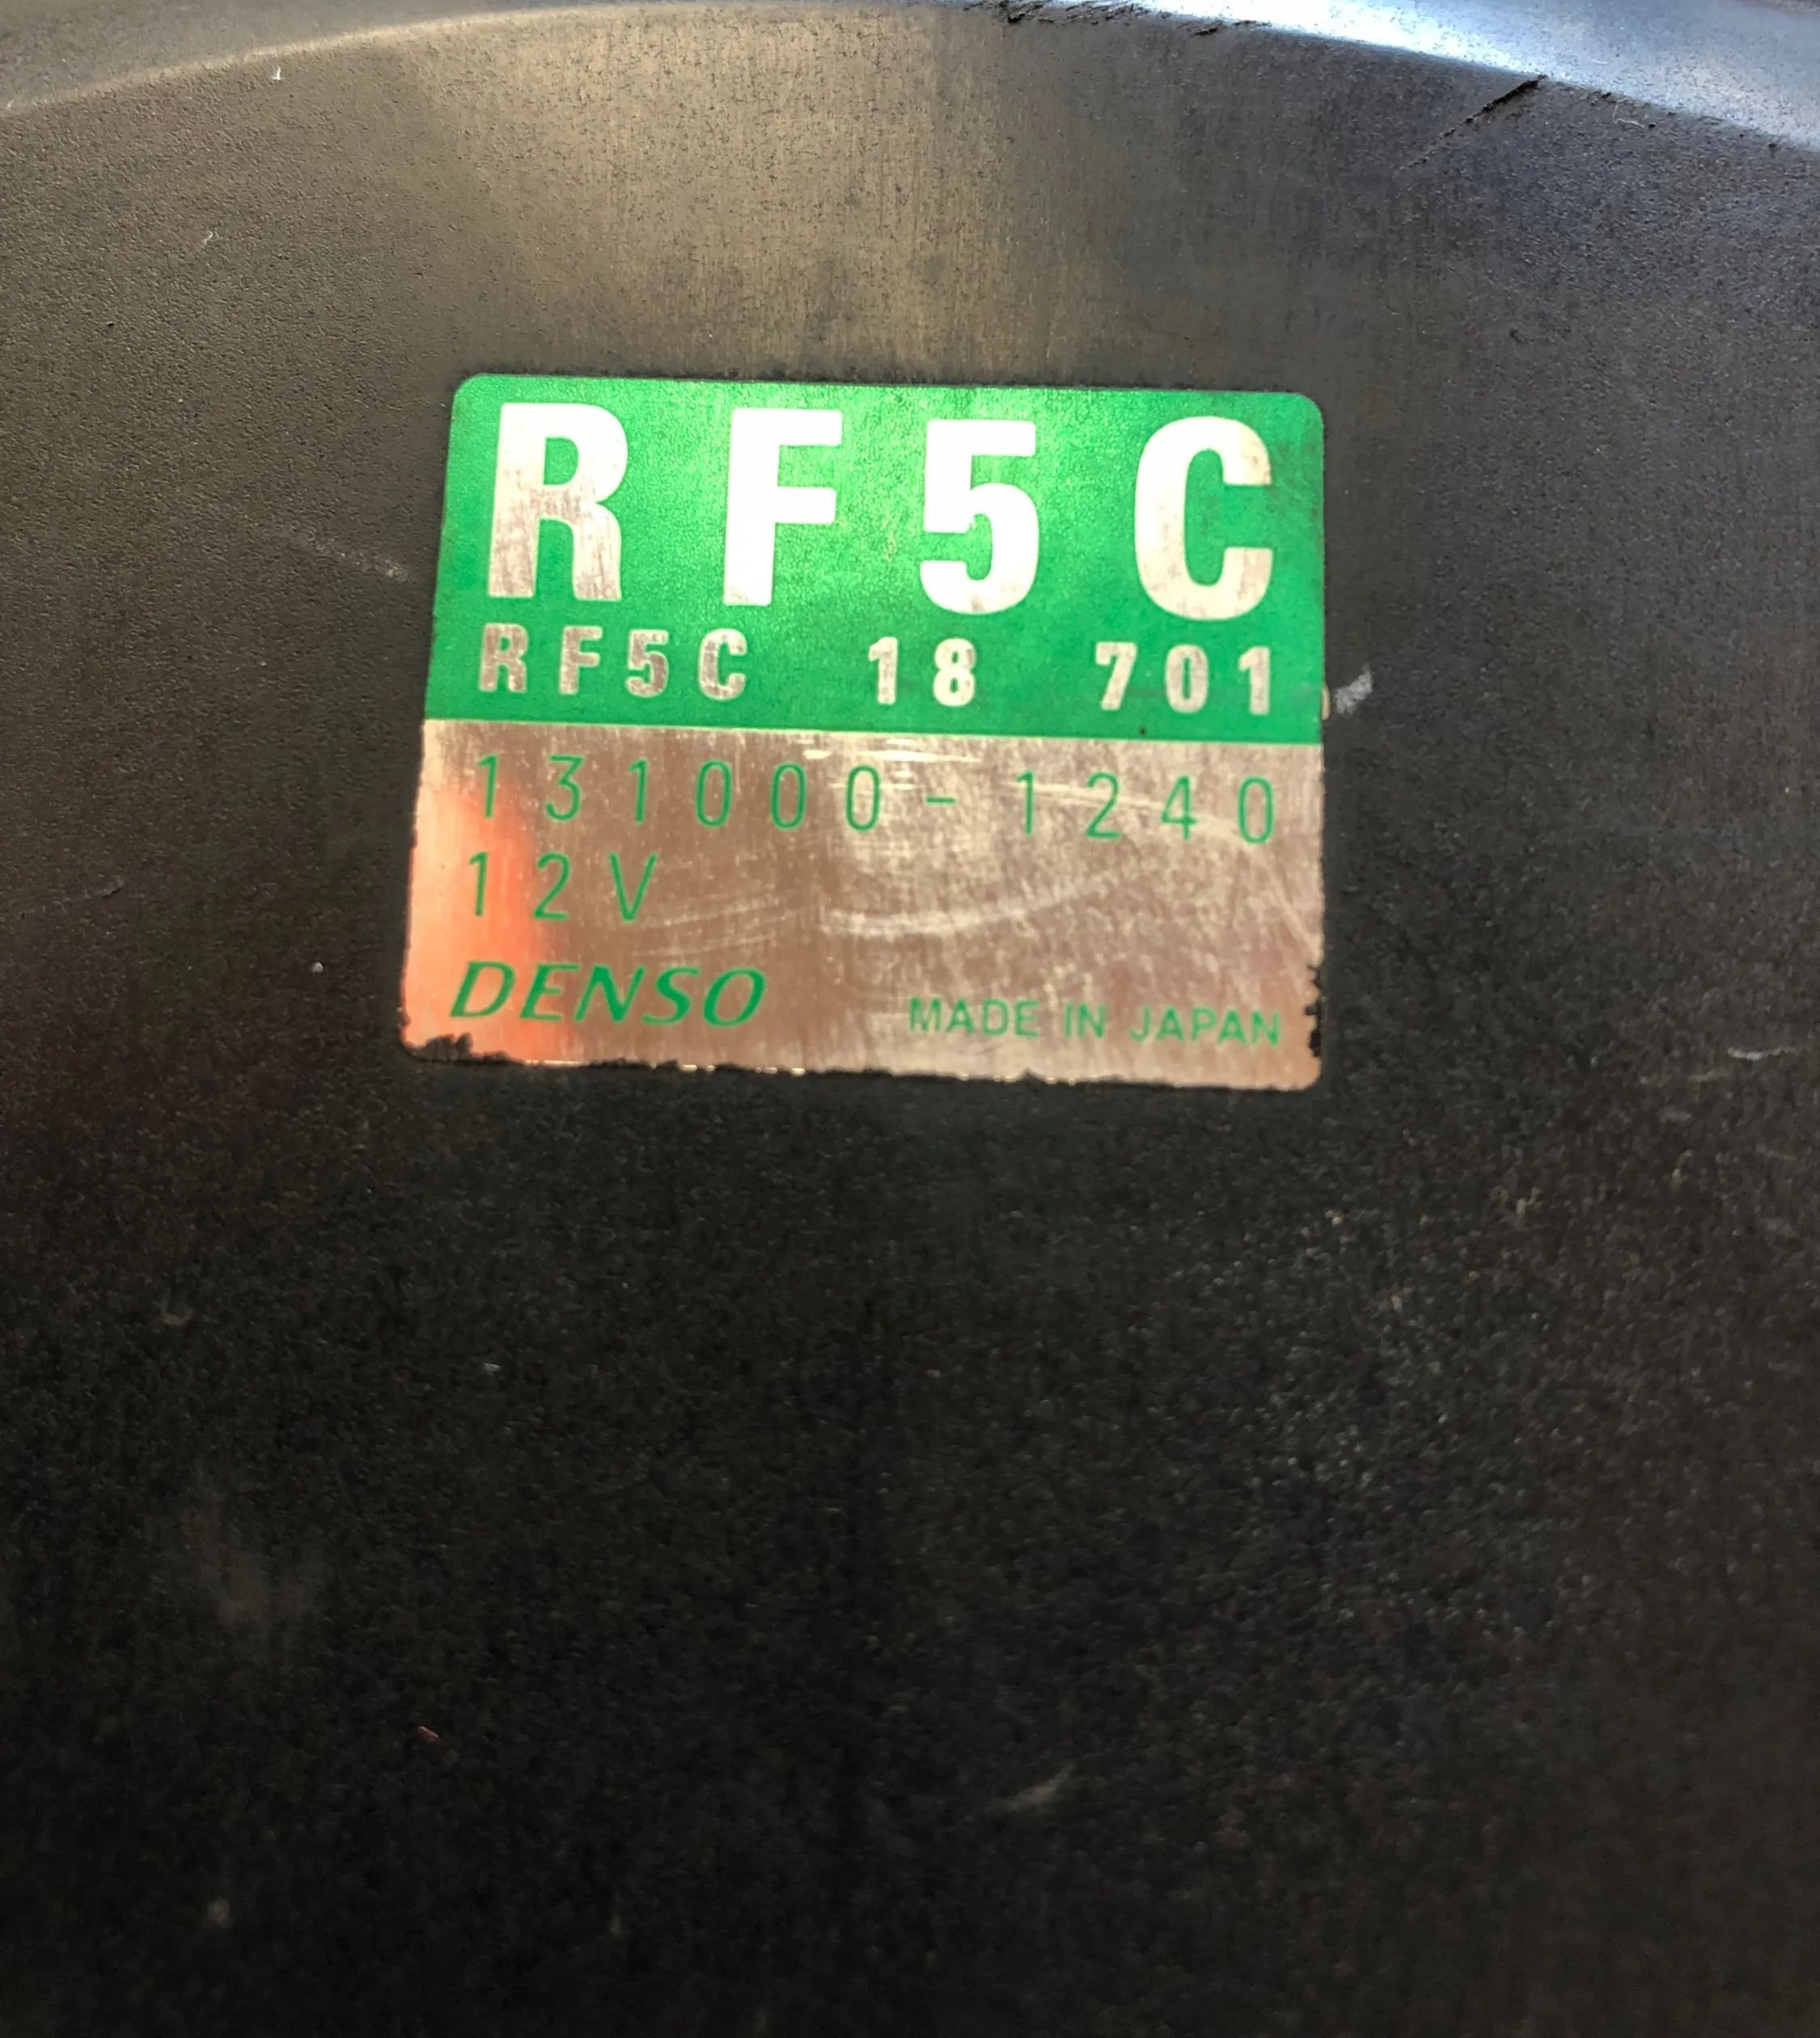 RF5C
RF5C 18 701
131000-1240
12V
DENSO MADE IN JAPAN